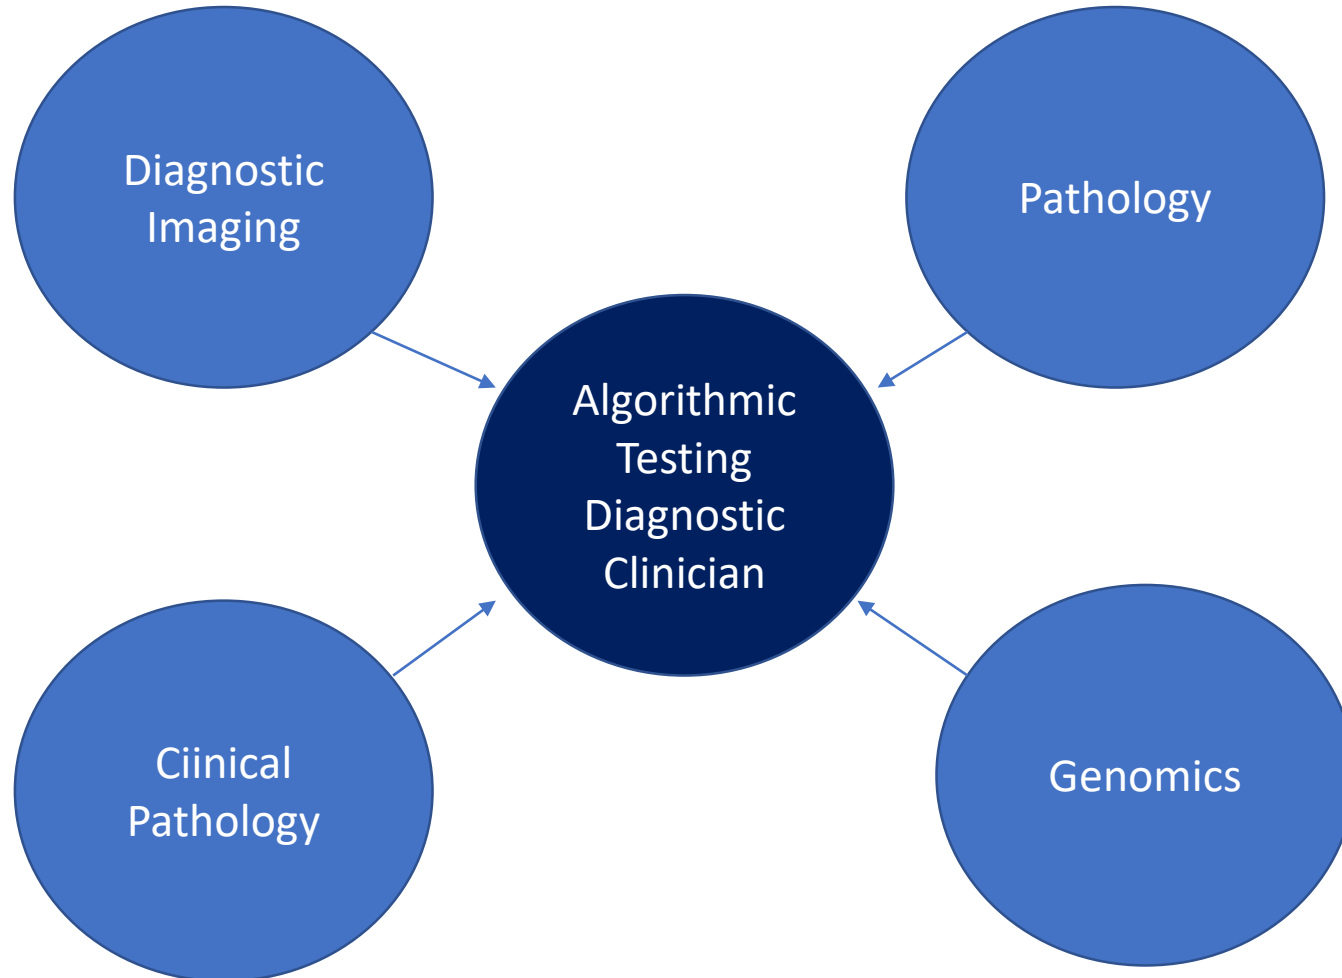 Diagnostic
Imaging
Pathology
Algorithmic
Testing
Diagnostic
Clinician
Ciinical
Pathology
Genomics